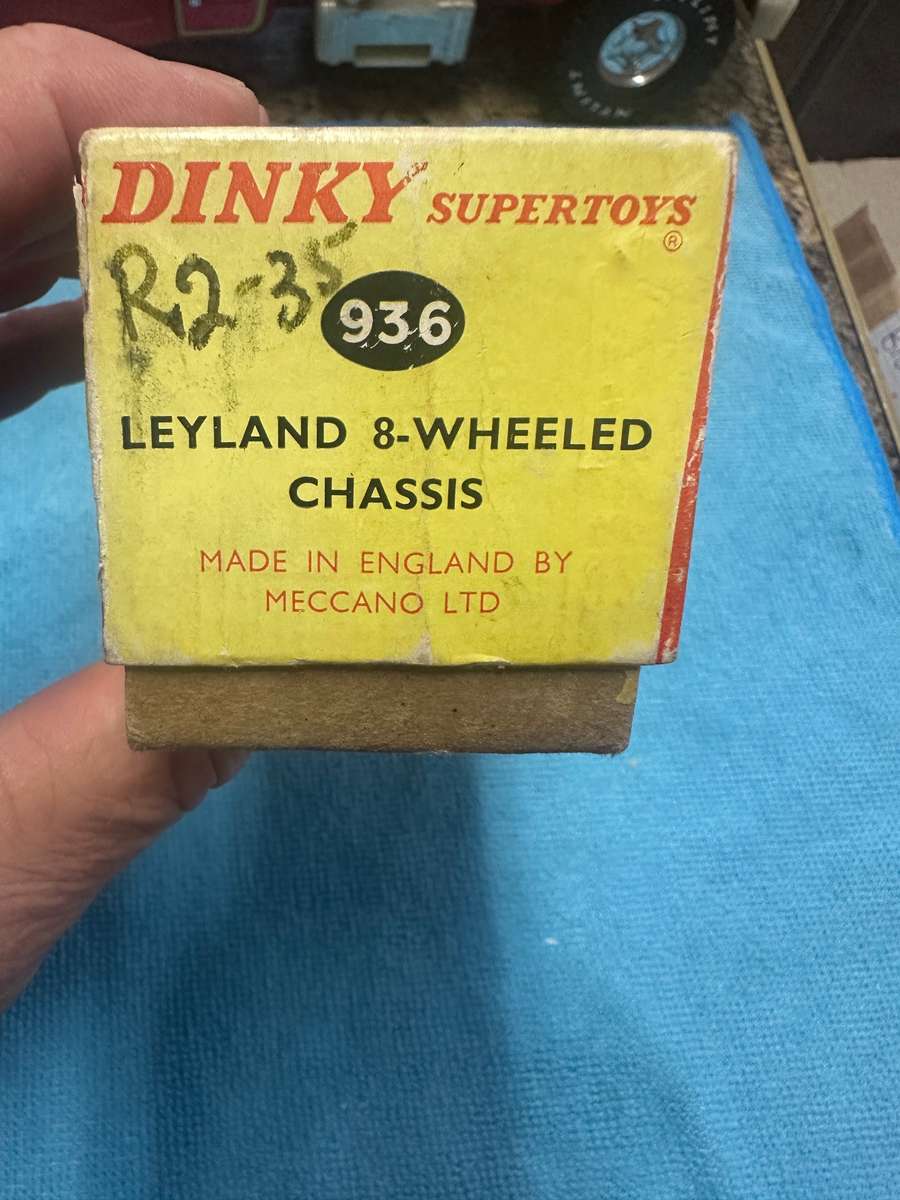 DINKY SUPERTOYS
®
R2-35
936
LEYLAND 8-WHEELED
CHASSIS
MADE IN ENGLAND BY
MECCANO LTD